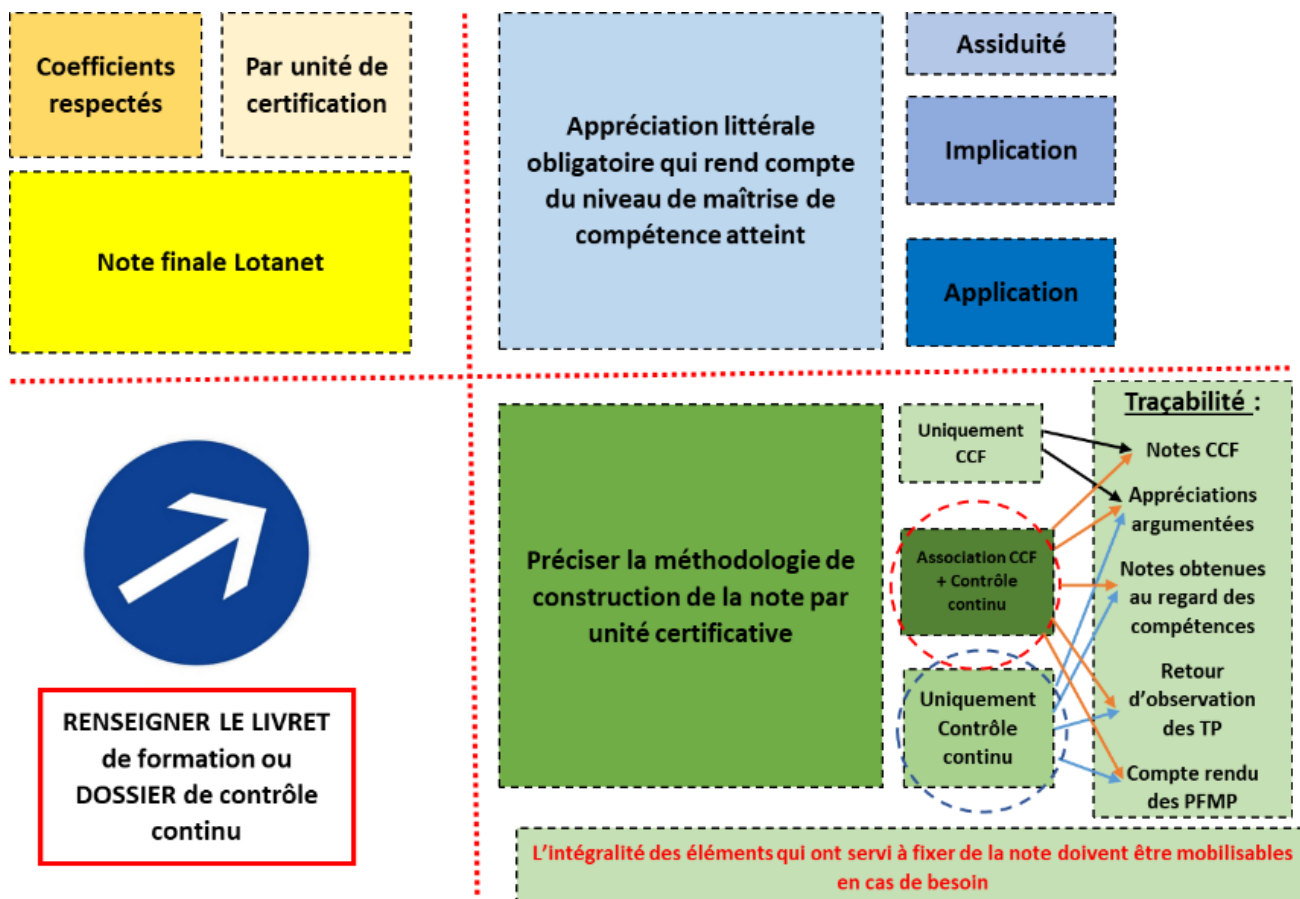 Coefficients
respectés
Par unité de
certification
Note finale Lotanet
Appréciation littérale
obligatoire qui rend compte
du niveau de maîtrise de
compétence atteint
Assiduité
Implication
Application
RENSEIGNER LE LIVRET
de formation ou
DOSSIER de contrôle
continu
Préciser la méthodologie de
construction de la note par
unité certificative
Uniquement
CCF
Association CCF
+ Contrôle
continu
Uniquement
Contrôle
continu
Traçabilité :
Notes CCF
Appréciations
argumentées
Notes obtenues
au regard des
compétences
Retour
d’observation
des TP
Compte rendu
des PFMP
L’intégralité des éléments qui ont servi à fixer de la note doivent être mobilisables
en cas de besoin